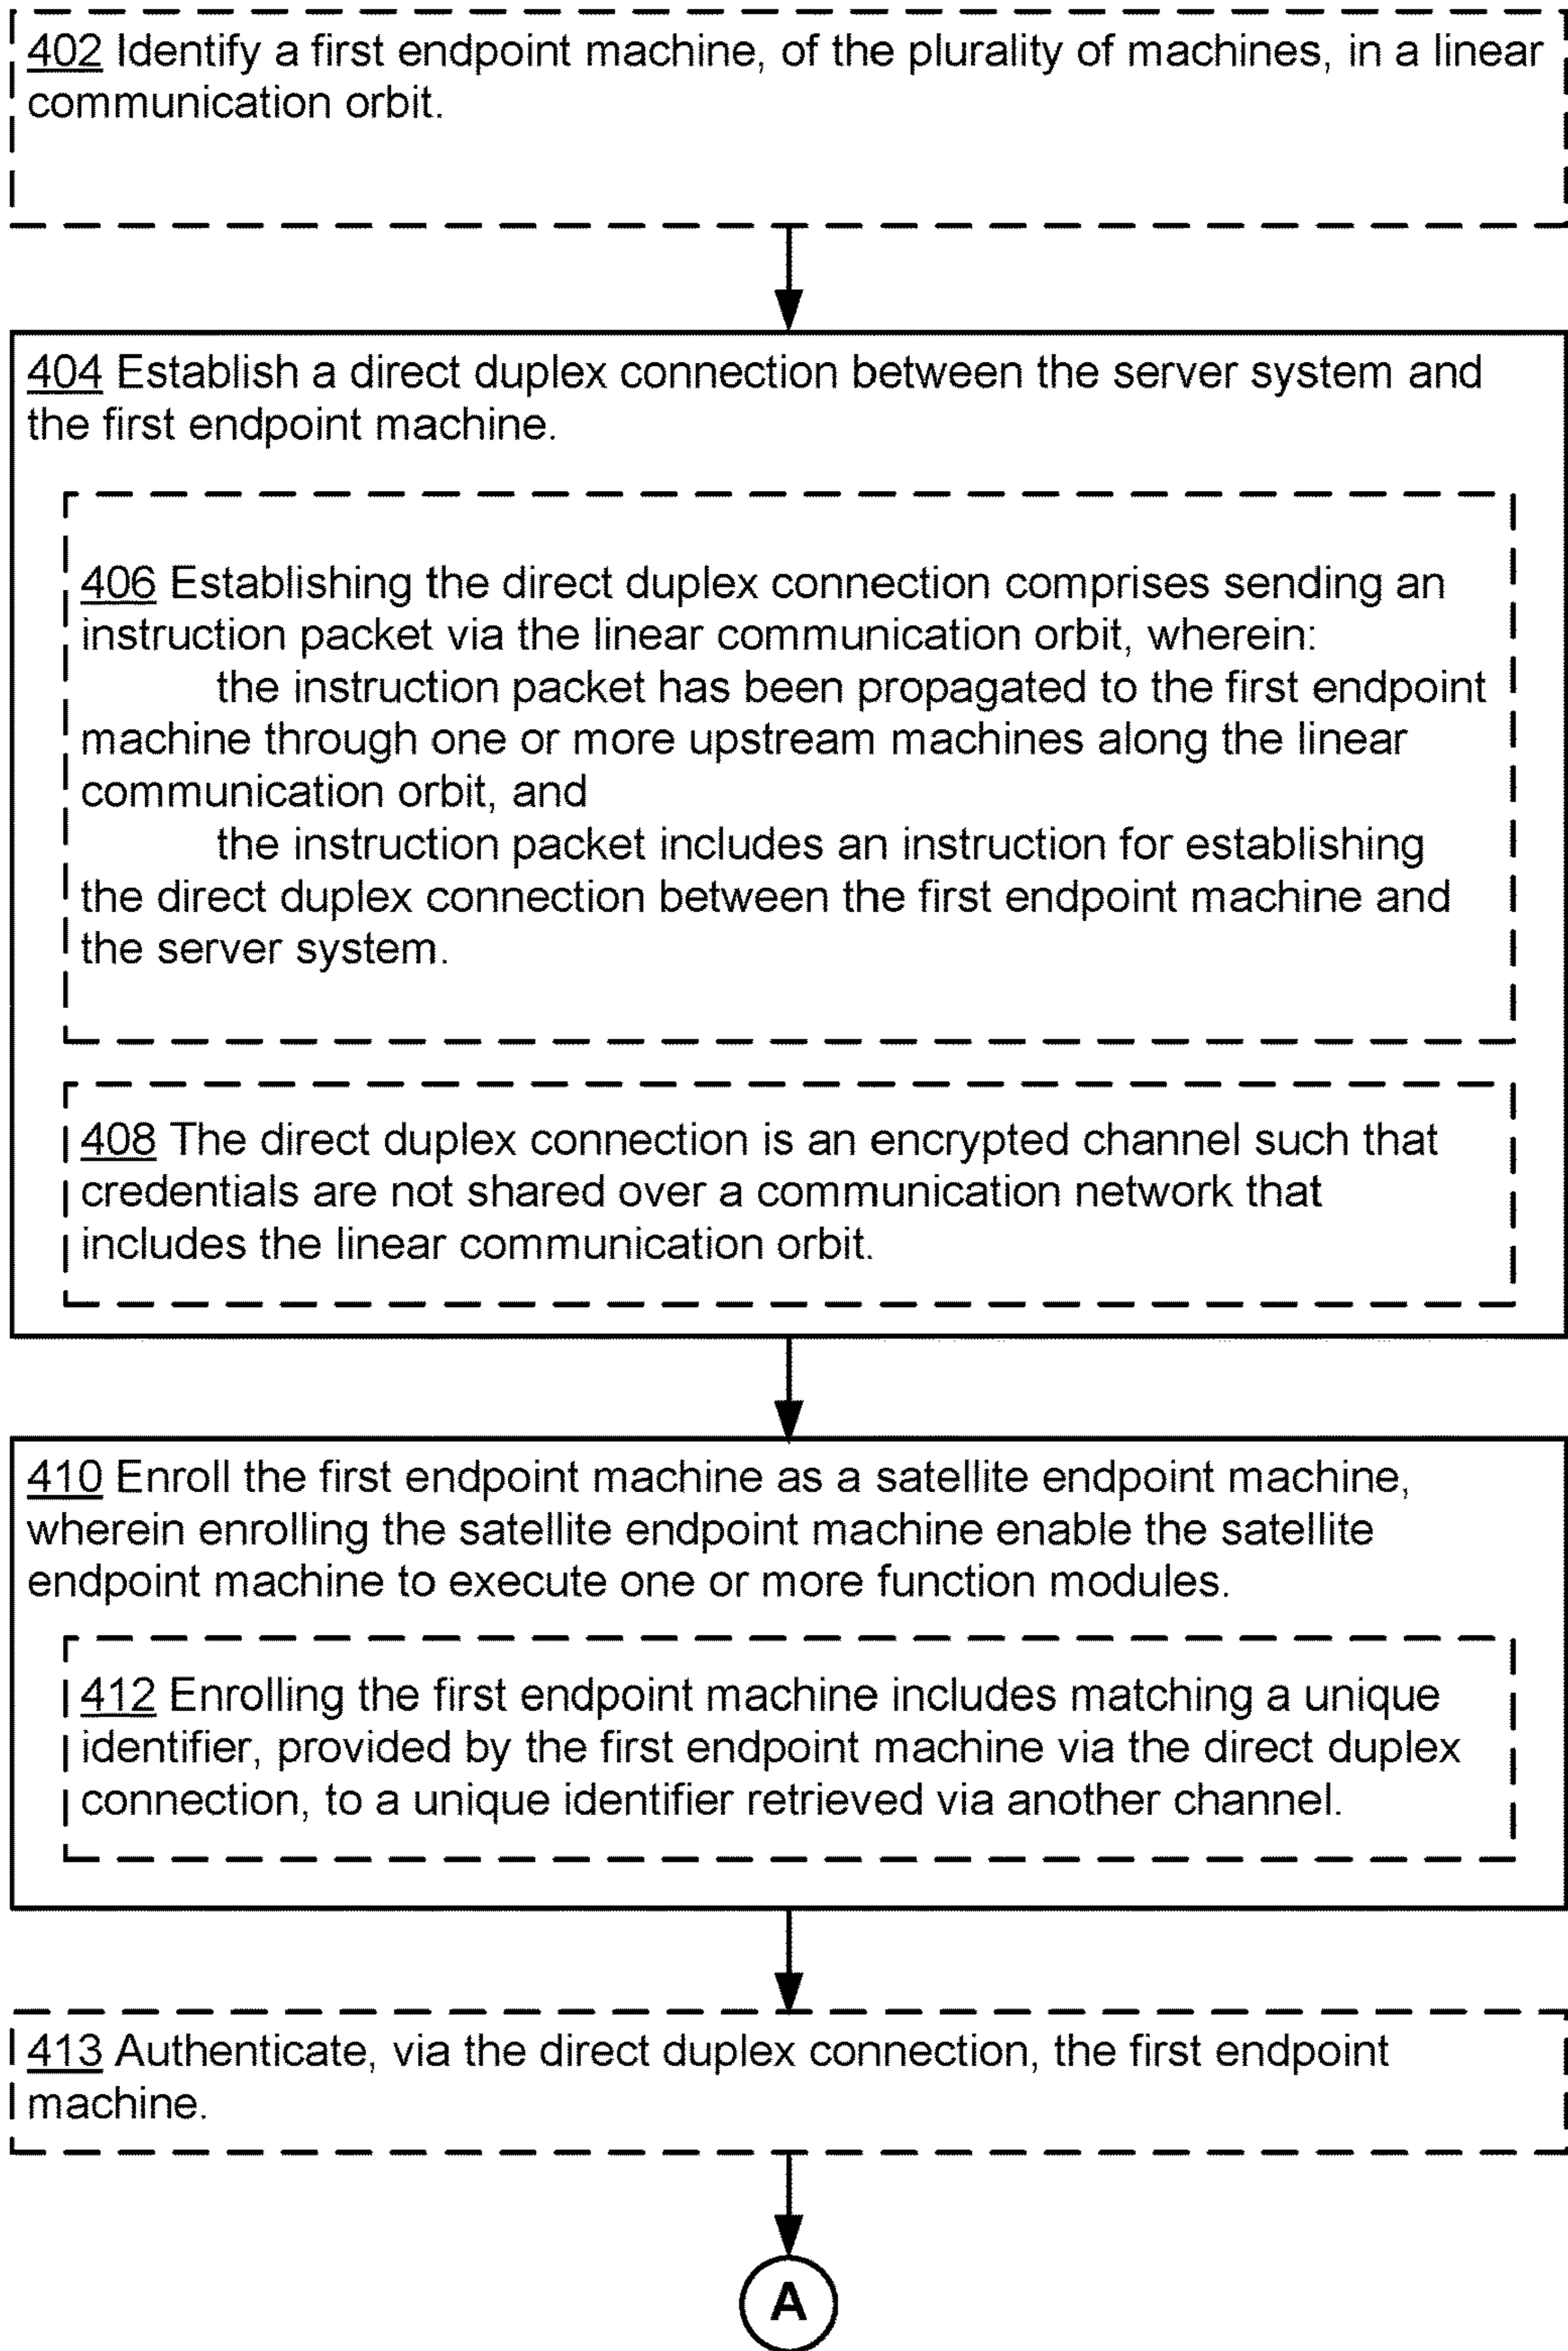 402 Identify a first endpoint machine, of the plurality of machines, in a linear
communication orbit.
404 Establish a direct duplex connection between the server system and
the first endpoint machine.
406 Establishing the direct duplex connection comprises sending an
instruction packet via the linear communication orbit, wherein:
the instruction packet has been propagated to the first endpoint
machine through one or more upstream machines along the linear
communication orbit, and
the instruction packet includes an instruction for establishing
the direct duplex connection between the first endpoint machine and
the server system.
408 The direct duplex connection is an encrypted channel such that
credentials are not shared over a communication network that
includes the linear communication orbit.
410 Enroll the first endpoint machine as a satellite endpoint machine,
wherein enrolling the satellite endpoint machine enable the satellite
endpoint machine to execute one or more function modules.
412 Enrolling the first endpoint machine includes matching a unique
identifier, provided by the first endpoint machine via the direct duplex
connection, to a unique identifier retrieved via another channel.
413 Authenticate, via the direct duplex connection, the first endpoint
machine.
A